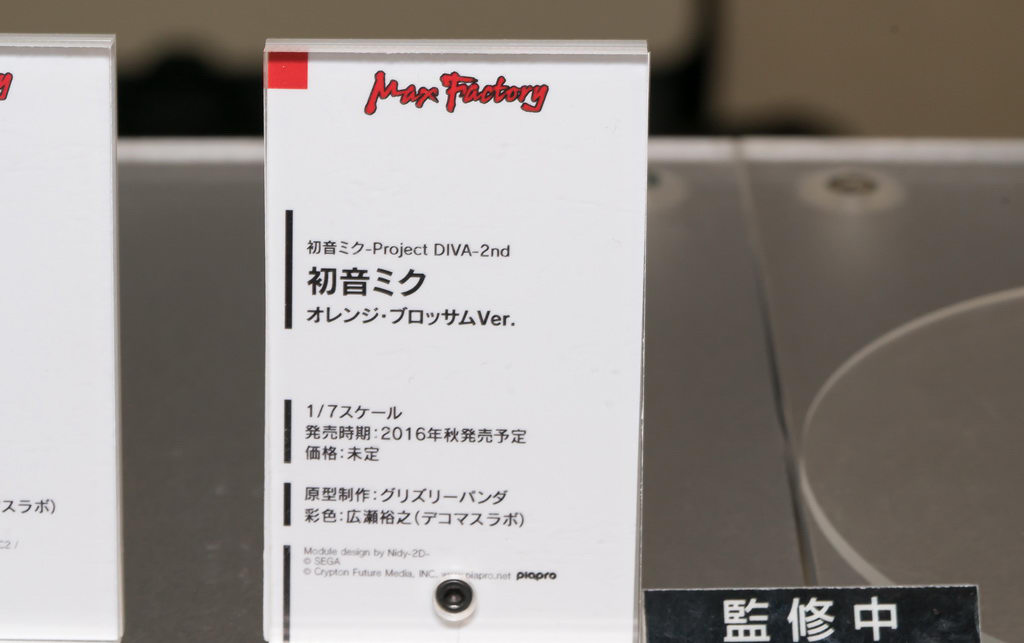 Max Factory
初音ミク-Project DIVA-2nd
初音ミク
オレンジ・ブロッサムVer.
1/7スケール
発売時期:2016年秋発売予定
価格:未定
原型制作:グリズリーパンダ
彩色:広瀬裕之(デコマスラボ)
Module design by Nidy-2D-
© SEGA
© Crypton Future Media, INC. www.piapro.net piapro
監修中
y
スラボ)
C2 /